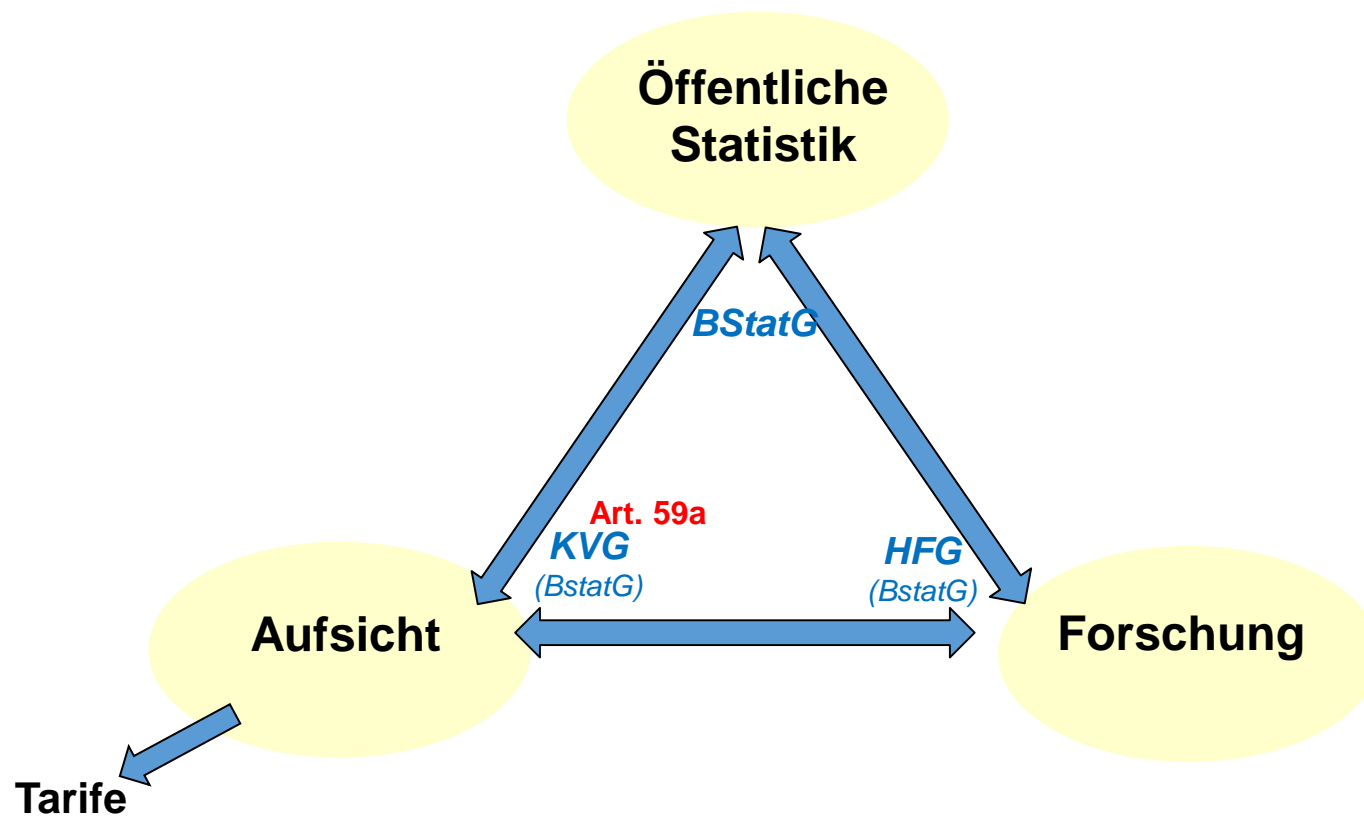 Öffentliche
Statistik
BStatG
Art. 59a
KVG
(BstatG)
HFG
(BstatG)
Aufsicht
Forschung
Tarife